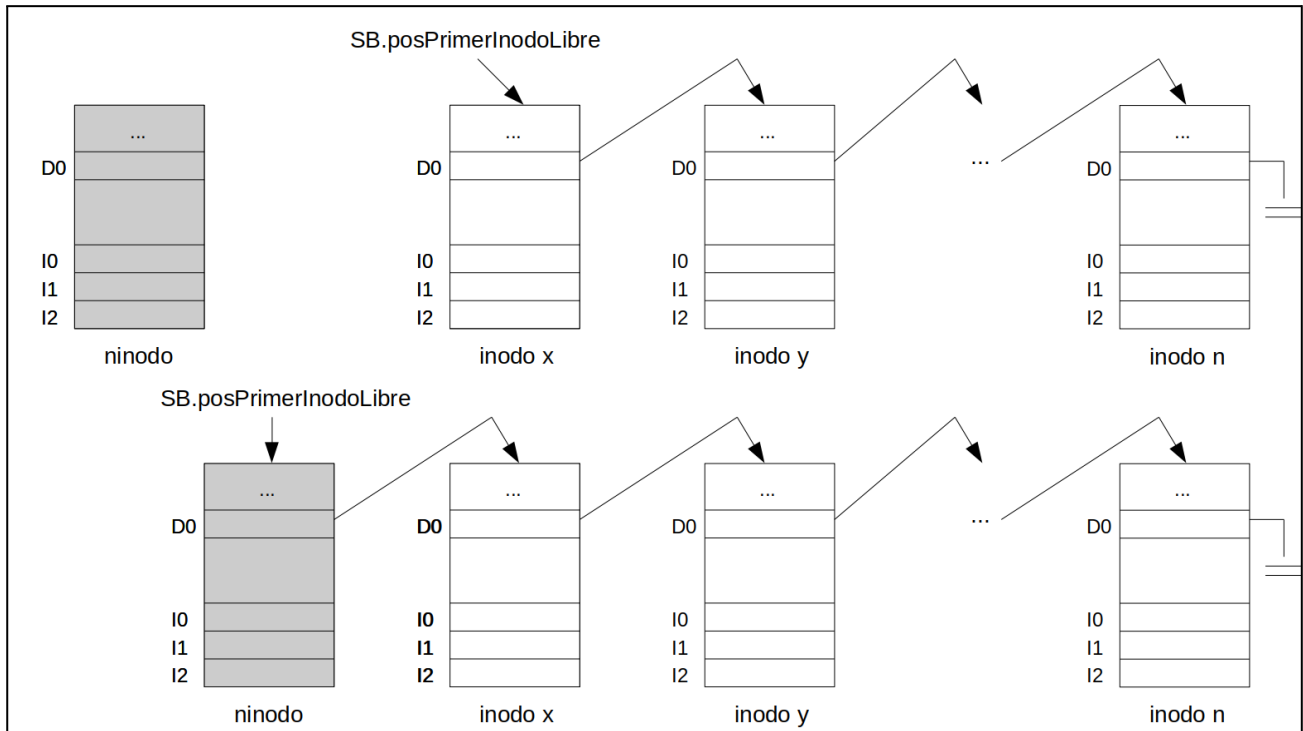 SB.posPrimerInodoLibre
... ... ... ...
D0 D0 D0 ... D0
I0 I0 I0 I0
I1 I1 I1 I1
I2 I2 I2 I2
ninodo inodo x inodo y inodo n
SB.posPrimerInodoLibre
... ... ... ...
D0 D0 D0 ... D0
I0 I0 I0 I0
I1 I1 I1 I1
I2 I2 I2 I2
ninodo inodo x inodo y inodo n